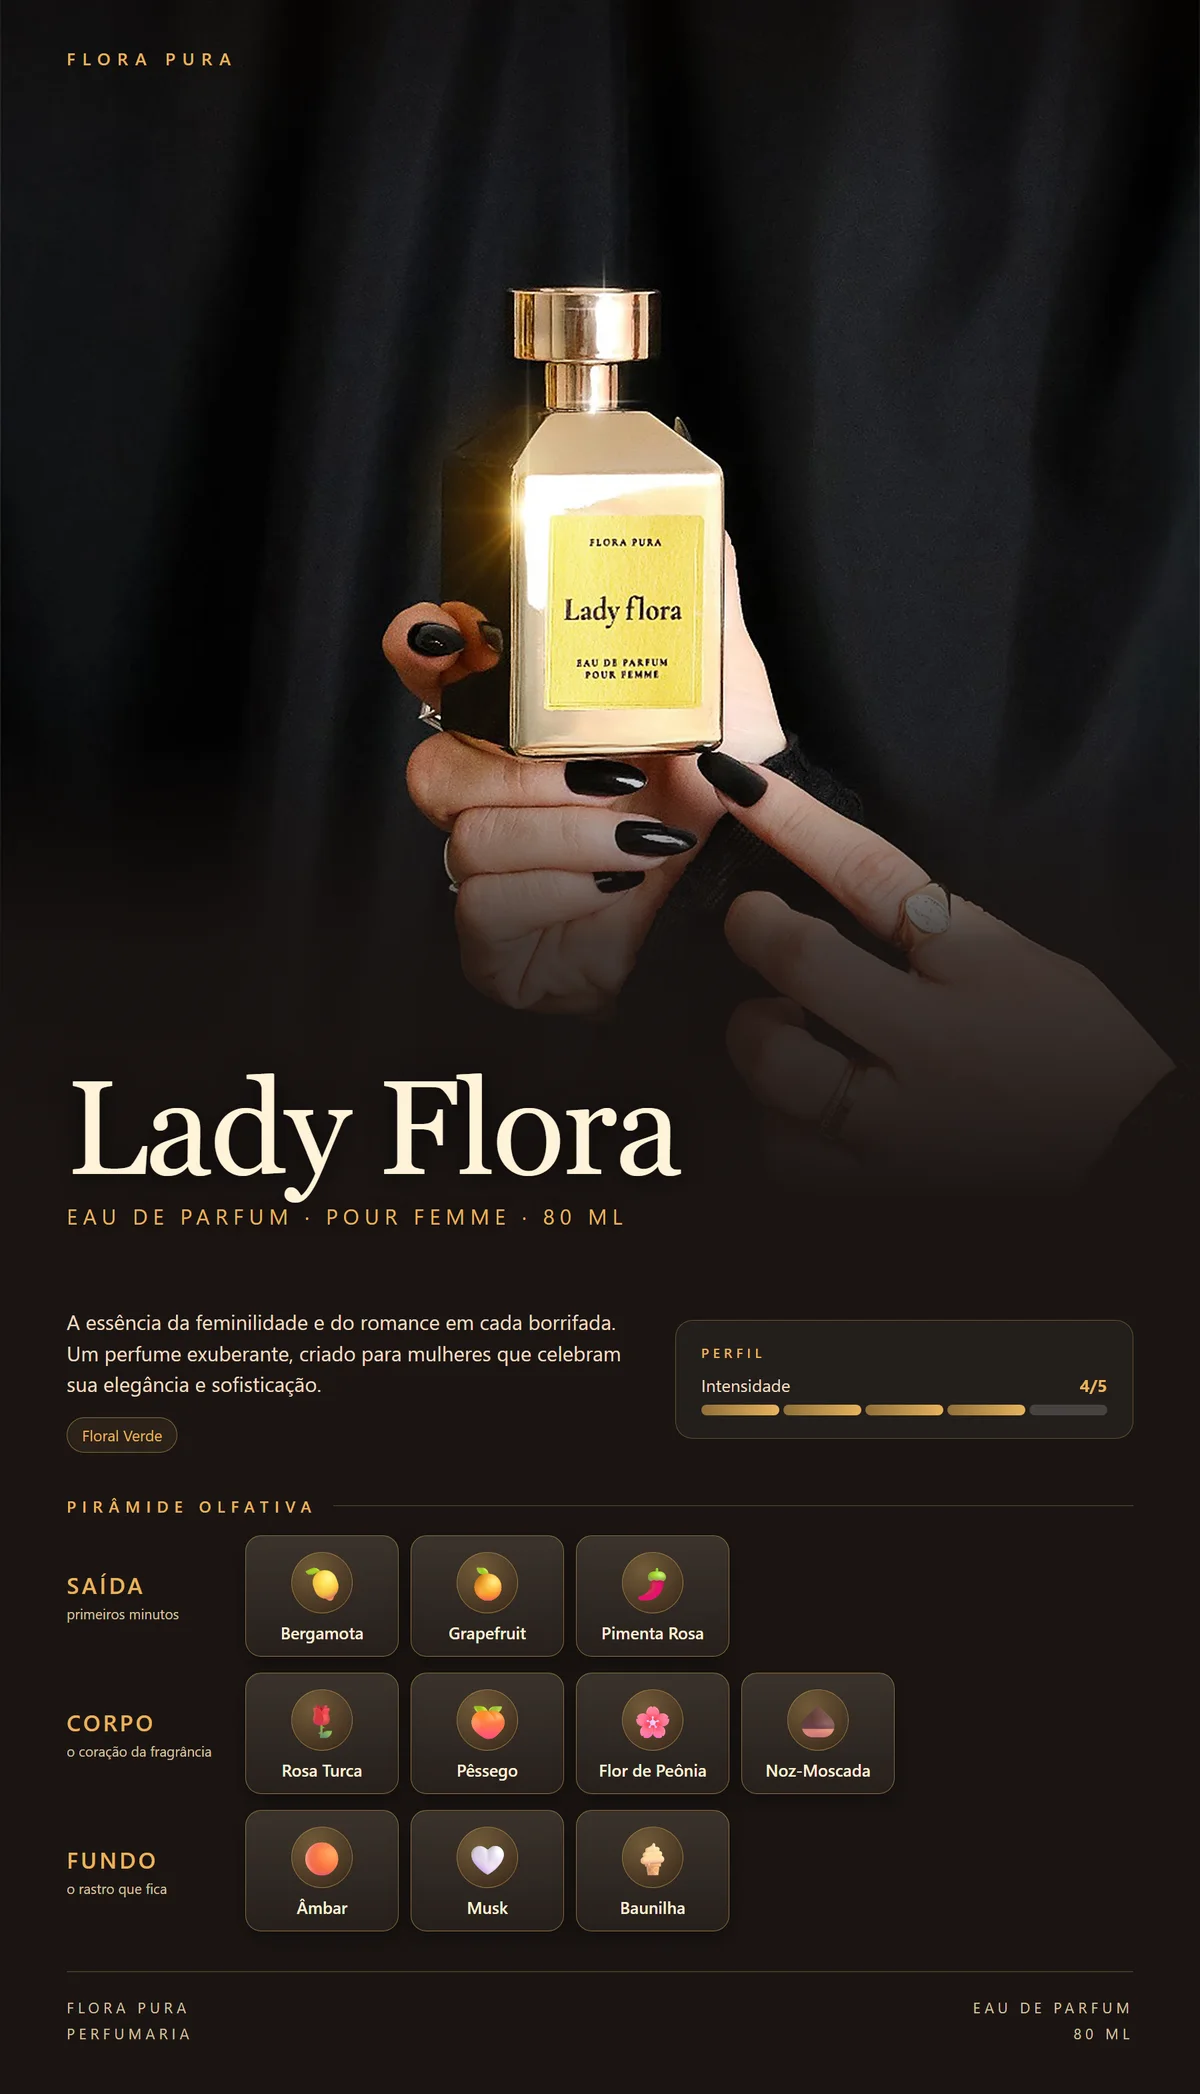 FLORA PURA
FLORA PURA
Lady flora
EAU DE PARFUM
POUR FEMME
Lady Flora
EAU DE PARFUM · POUR FEMME · 80 ML
A essência da feminilidade e do romance em cada borrifada.
Um perfume exuberante, criado para mulheres que celebram
sua elegância e sofisticação.
Floral Verde
PERFIL
Intensidade 4/5
PIRÂMIDE OLFATIVA
SAÍDA
primeiros minutos
Bergamota
Grapefruit
Pimenta Rosa
CORPO
o coração da fragrância
Rosa Turca
Pêssego
Flor de Peônia
Noz-Moscada
FUNDO
o rastro que fica
Âmbar
Musk
Baunilha
FLORA PURA
PERFUMARIA
EAU DE PARFUM
80 ML